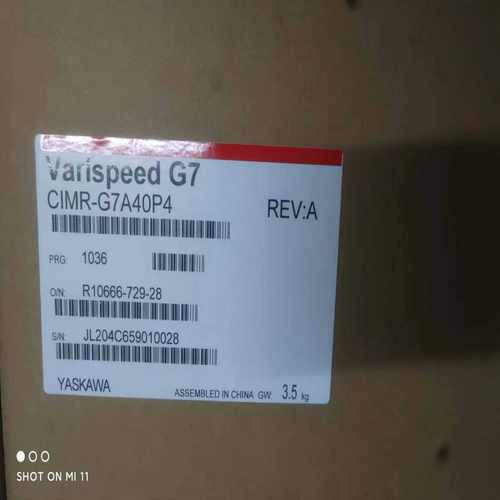 Varispeed G7
CIMR-G7A40P4
REV:A
PRG: 1036
O/N: R10666-729-28
S/N: JL204C659010028
YASKAWA
ASSEMBLED IN CHINA GW: 3.5 kg
SHOT ON MI 11